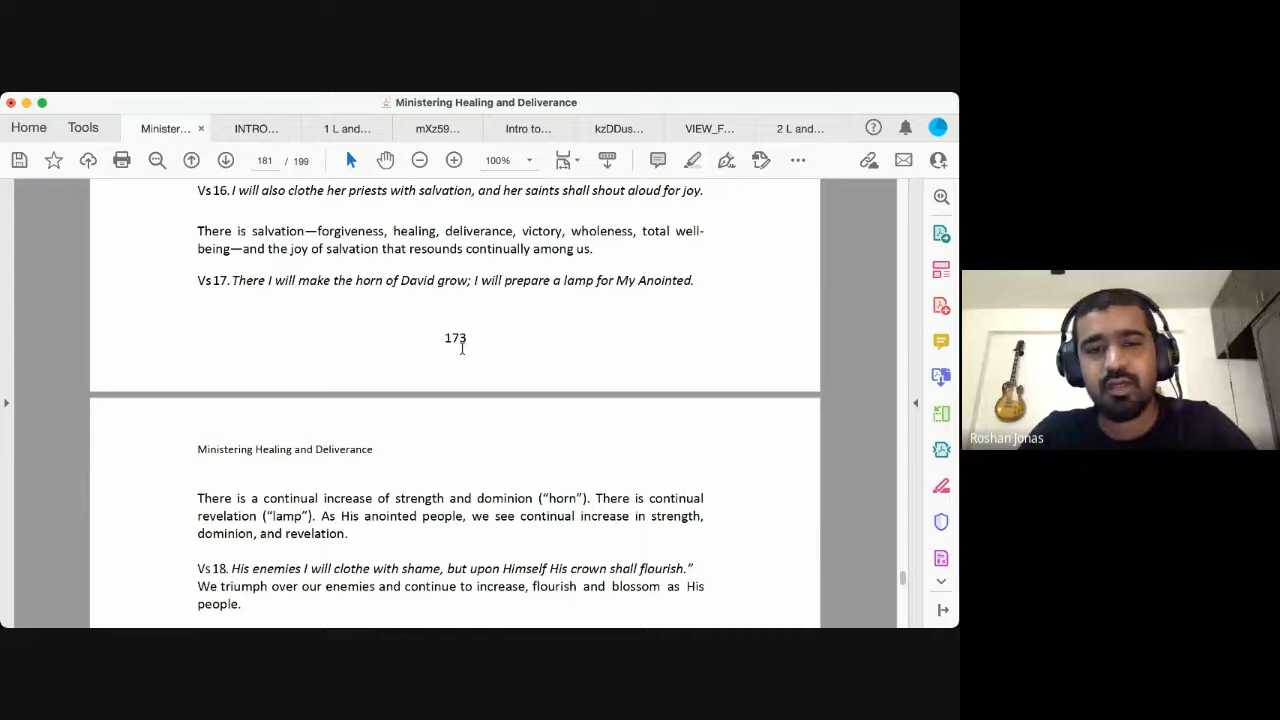 Ministering Healing and Deliverance
Home Tools Minister... × INTRO... 1 L and... mXz59... Intro to... kzDDus... VIEW_F... 2 L and...
181 / 199 100%
Vs 16. I will also clothe her priests with salvation, and her saints shall shout aloud for joy.
There is salvation—forgiveness, healing, deliverance, victory, wholeness, total well-
being—and the joy of salvation that resounds continually among us.
Vs 17. There I will make the horn of David grow; I will prepare a lamp for My Anointed.
173
Ministering Healing and Deliverance
There is a continual increase of strength and dominion (“horn”). There is continual
revelation (“lamp”). As His anointed people, we see continual increase in strength,
dominion, and revelation.
Vs 18. His enemies I will clothe with shame, but upon Himself His crown shall flourish.”
We triumph over our enemies and continue to increase, flourish and blossom as His
people.
Roshan Jonas